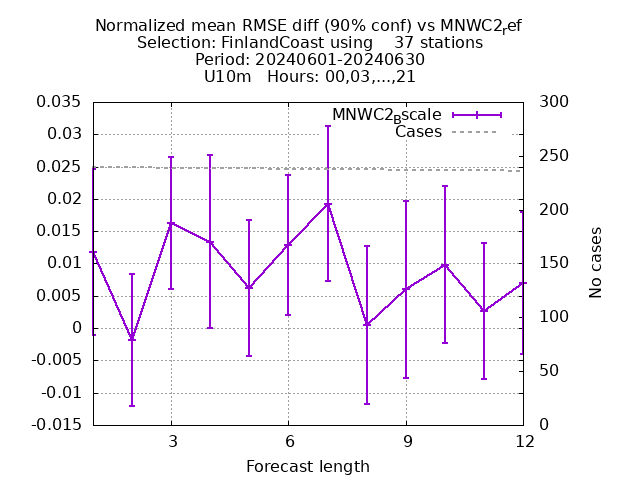 Normalized mean RMSE diff (90% conf) vs MNWC2ref
Selection: FinlandCoast using 37 stations
Period: 20240601-20240630
U10m Hours: 00,03,...,21
MNWC2Bscale
Cases
0.035
0.03
0.025
0.02
0.015
0.01
0.005
0
-0.005
-0.01
-0.015
300
250
200
150
100
50
0
No cases
3
6
9
12
Forecast length